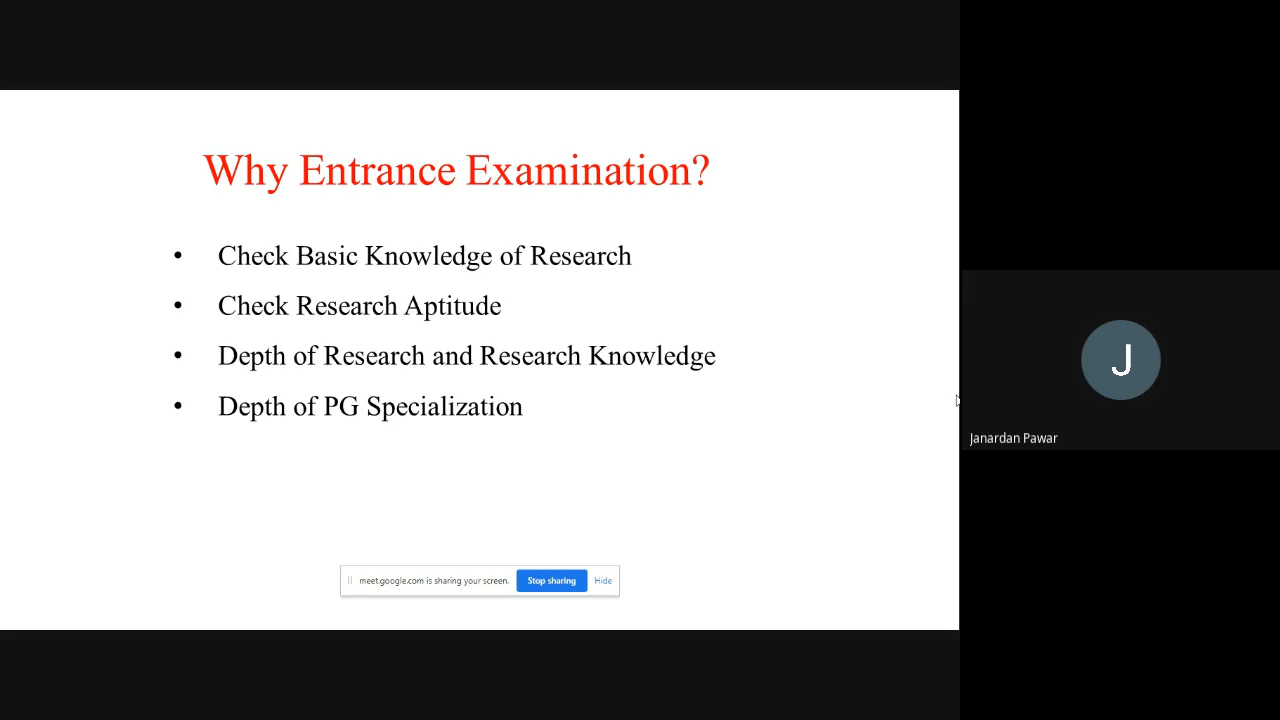 Why Entrance Examination?
• Check Basic Knowledge of Research
• Check Research Aptitude
• Depth of Research and Research Knowledge
• Depth of PG Specialization
J
Janardan Pawar
meet.google.com is sharing your screen. Stop sharing Hide